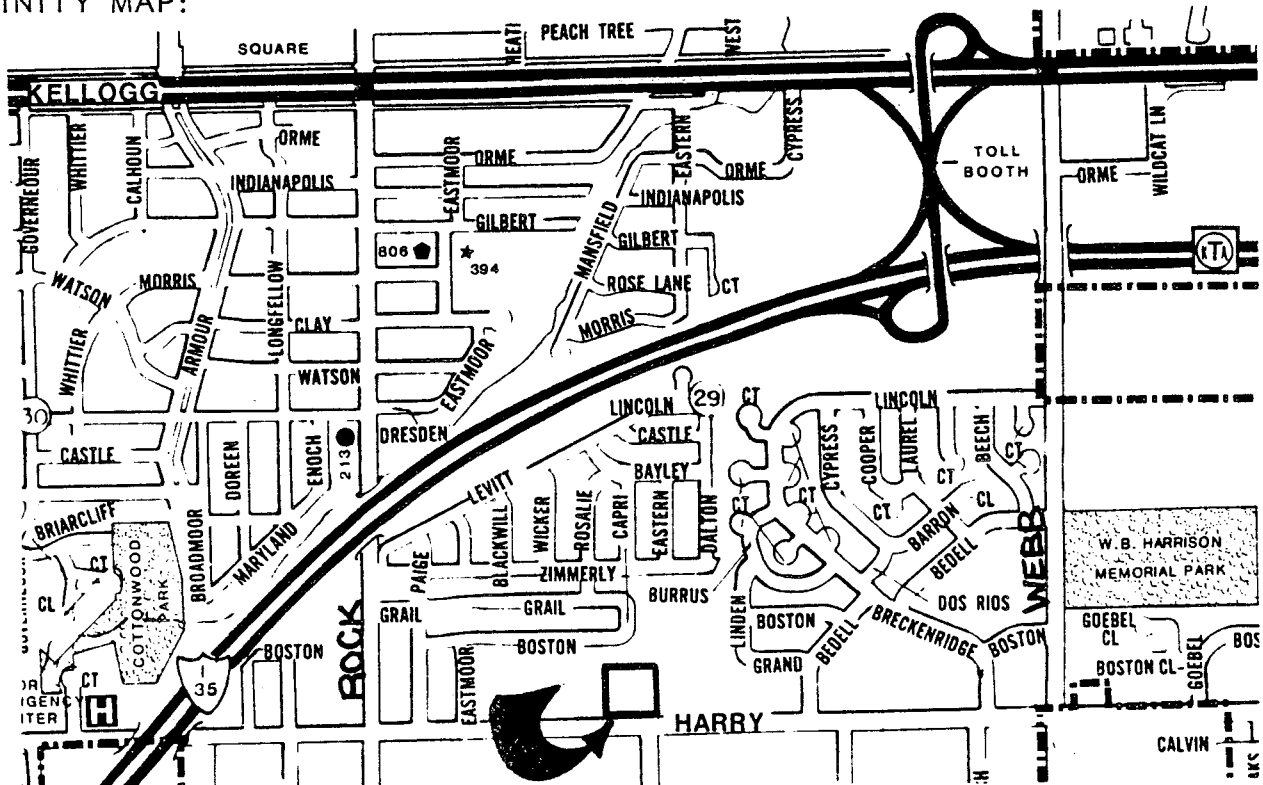 INITY MAP:
PEACH TREE
SQUARE
HEATH
WEST
KELLOGG
ORME
ORME
EASTERN
CYPRESS
TOLL
BOOTH
ORME
ORME
WILDCAT LN
GOVERNEOUR
WHITTIER
CALHOUN
INDIANAPOLIS
EASTMOOR
INDIANAPOLIS
GILBERT
MANSFIELD
GILBERT
806
394
KTA
WATSON
MORRIS
LONGFELLOW
ROSE LANE
CT
ARMOUR
CLAY
MORRIS
WHITTIER
WATSON
EASTMOOR
30
LINCOLN
29
CT
LINCOLN
DRESDEN
CASTLE
CASTLE
DOREEN
ENOCH
213
BAYLEY
CYPRESS
COOPER
LAUREL
BEECH
CT
LEVITT
CT
CT
CT
CT
CL
BRIARCLIFF
BLACKWILL
WICKER
ROSALIE
CAPRI
EASTERN
DALTON
BARRON
BEDELL
WEBB
W.B. HARRISON
MEMORIAL PARK
CT
COTTONWOOD
PARK
BROADMOOR
MARYLAND
PAIGE
ZIMMERLY
BURRUS
CL
ROCK
GRAIL
GRAIL
LINDEN
BOSTON
BEDELL
DOS RIOS
BRECKENRIDGE
BOSTON
GOEBEL
CL
BOS
BOSTON
BOSTON
GRAND
BOSTON CL
GOEBEL
CT
I
35
EASTMOOR
H
HARRY
CALVIN